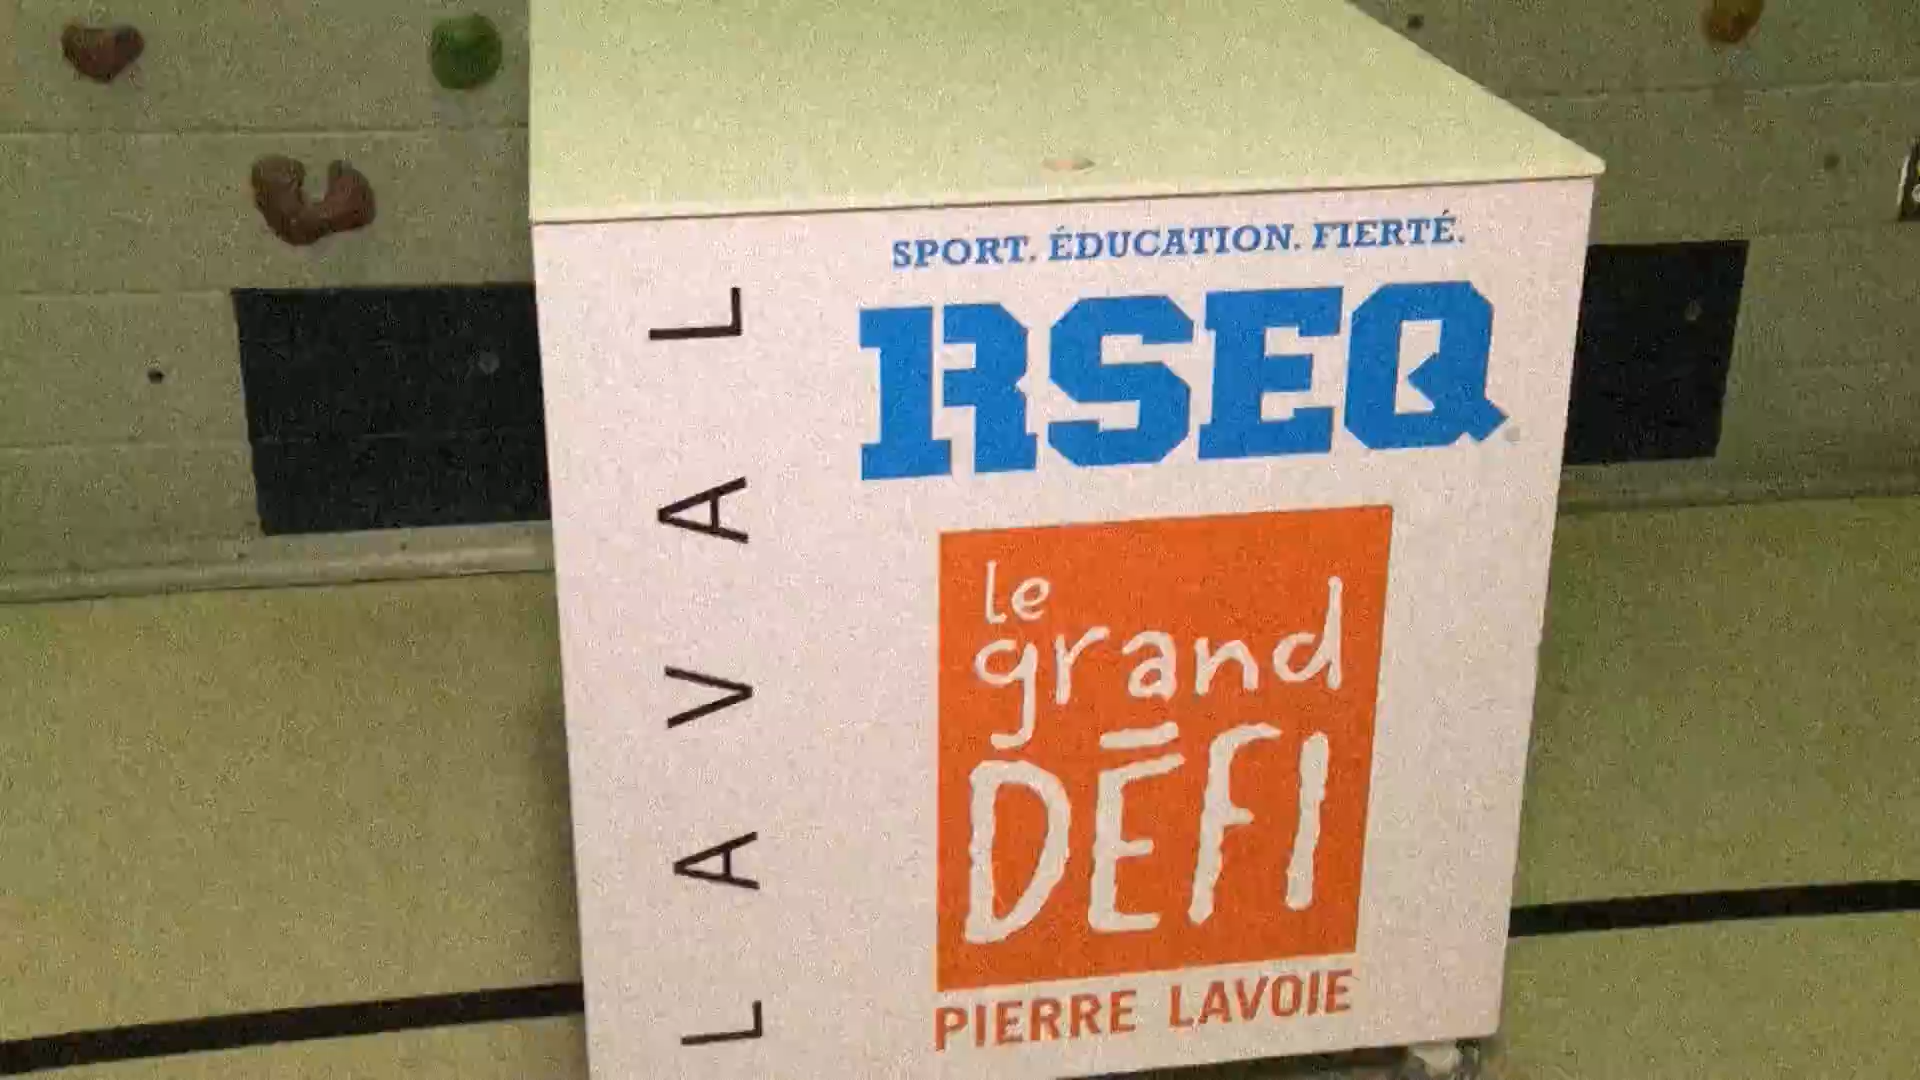 LAVAL
SPORT. ÉDUCATION. FIERTÉ.
RSEQ
le
grand
DÉFI
PIERRE LAVOIE